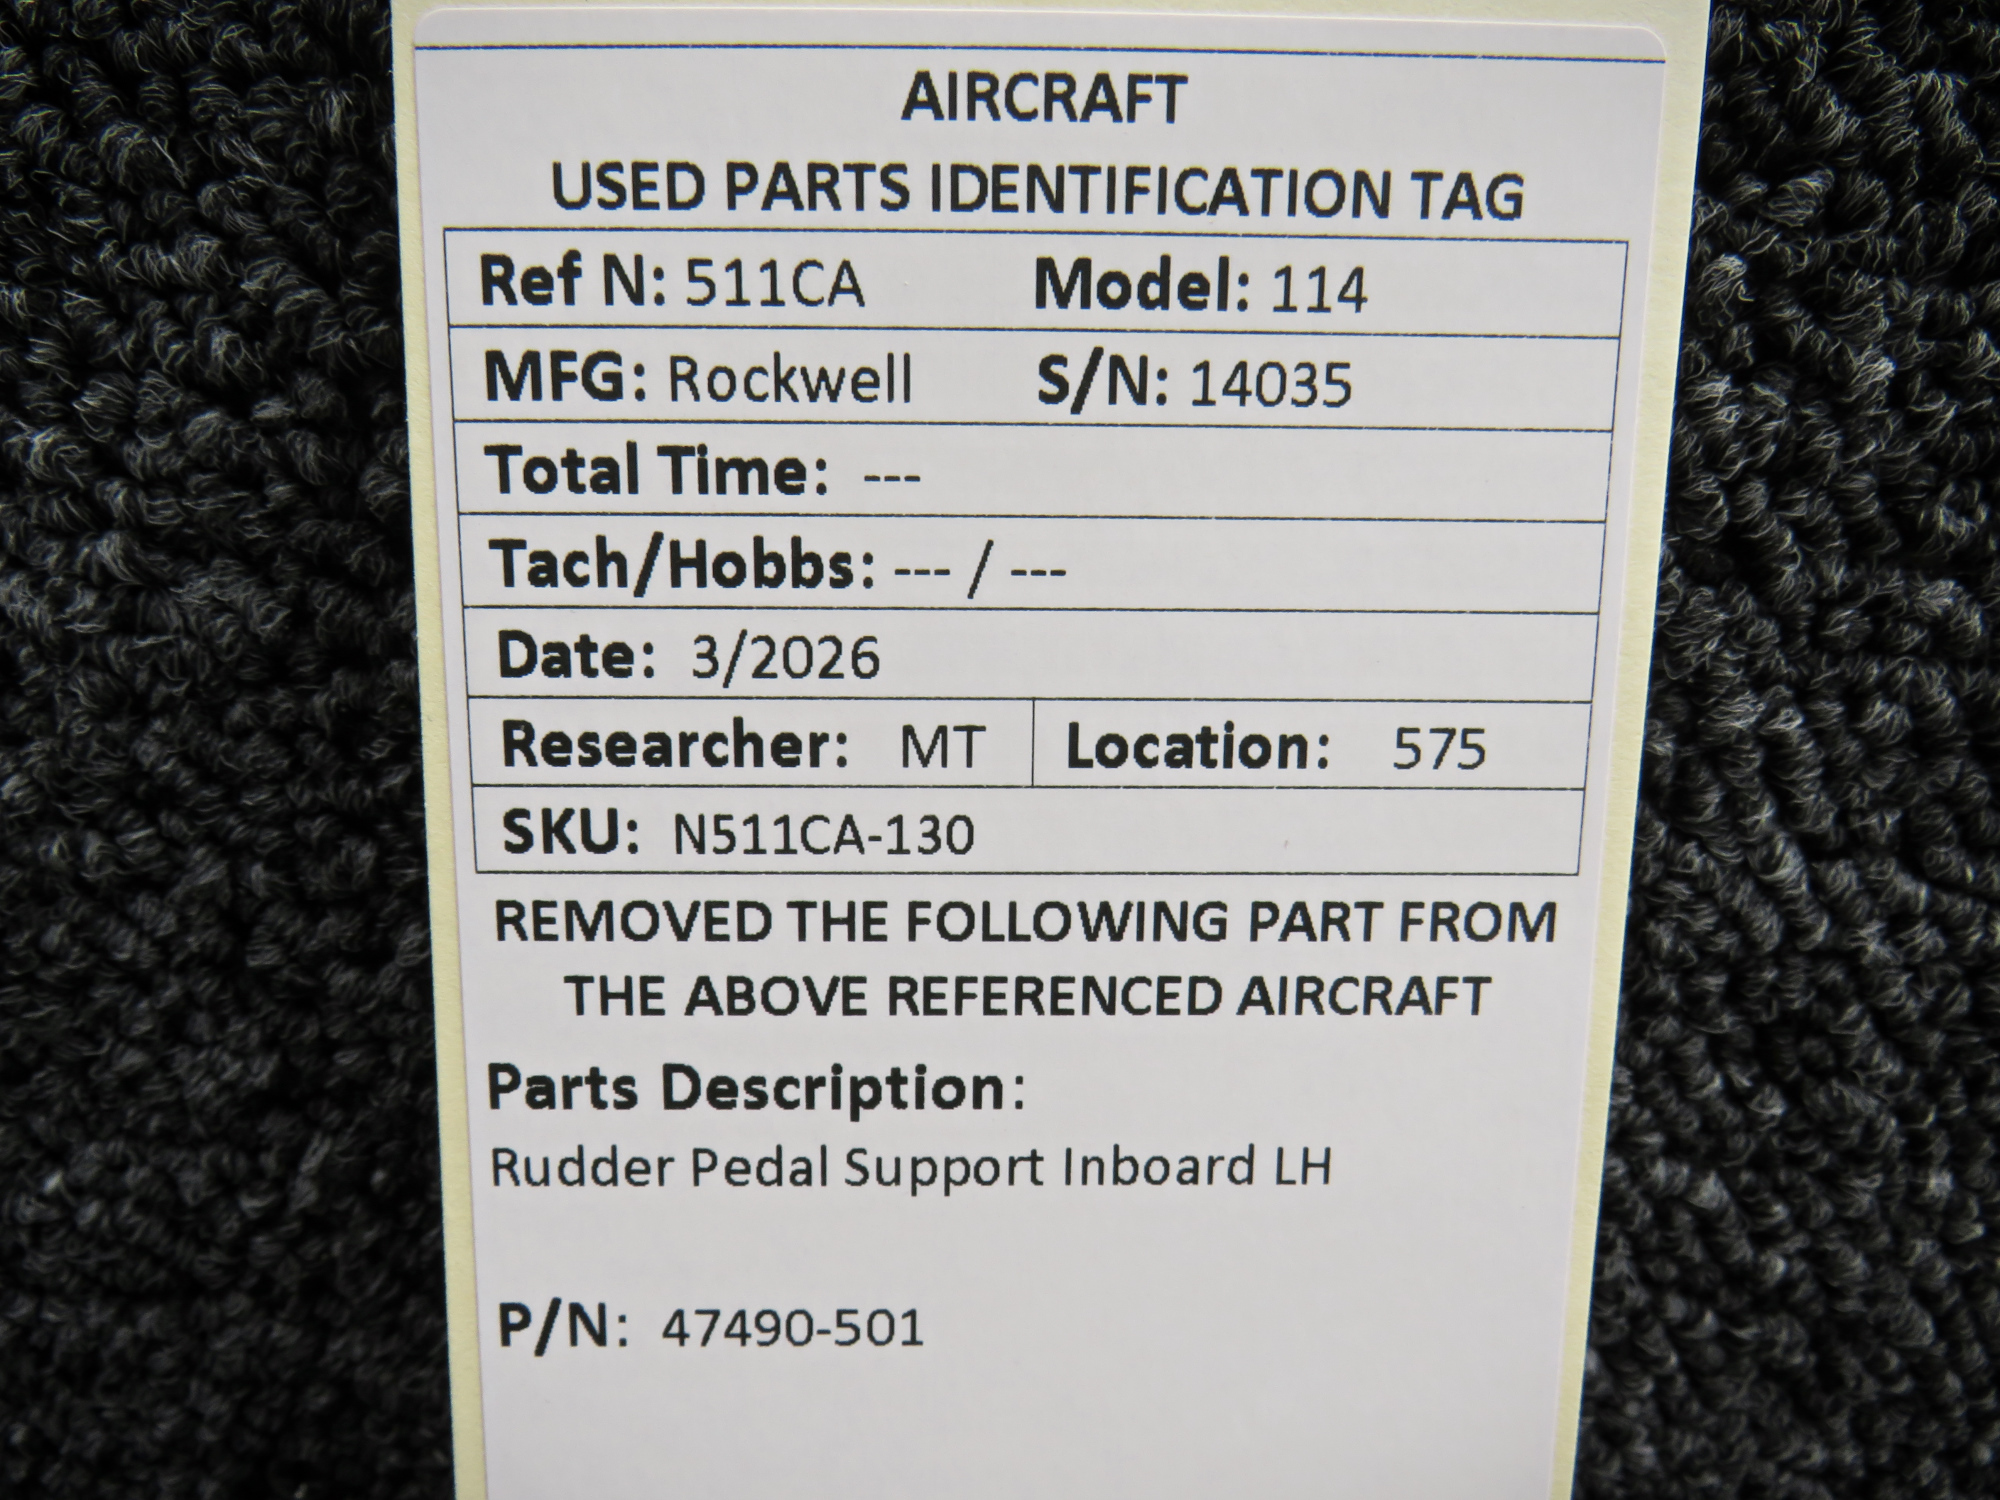 AIRCRAFT
USED PARTS IDENTIFICATION TAG
Ref N: 511CA Model: 114
MFG: Rockwell S/N: 14035
Total Time: ---
Tach/Hobbs: --- / ---
Date: 3/2026
Researcher: MT Location: 575
SKU: N511CA-130
REMOVED THE FOLLOWING PART FROM
THE ABOVE REFERENCED AIRCRAFT
Parts Description:
Rudder Pedal Support Inboard LH
P/N: 47490-501